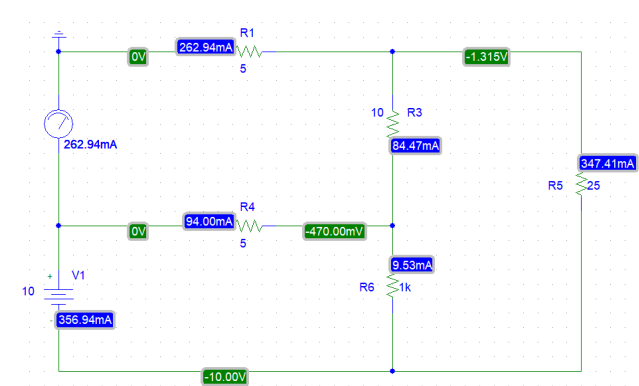 R1
0V
262.94mA
-1.315V
5
10
R3
262.94mA
84.47mA
347.41mA
R5
25
R4
0V
94.00mA
-470.00mV
5
9.53mA
+
V1
10
R6
1k
-
356.94mA
-10.00V